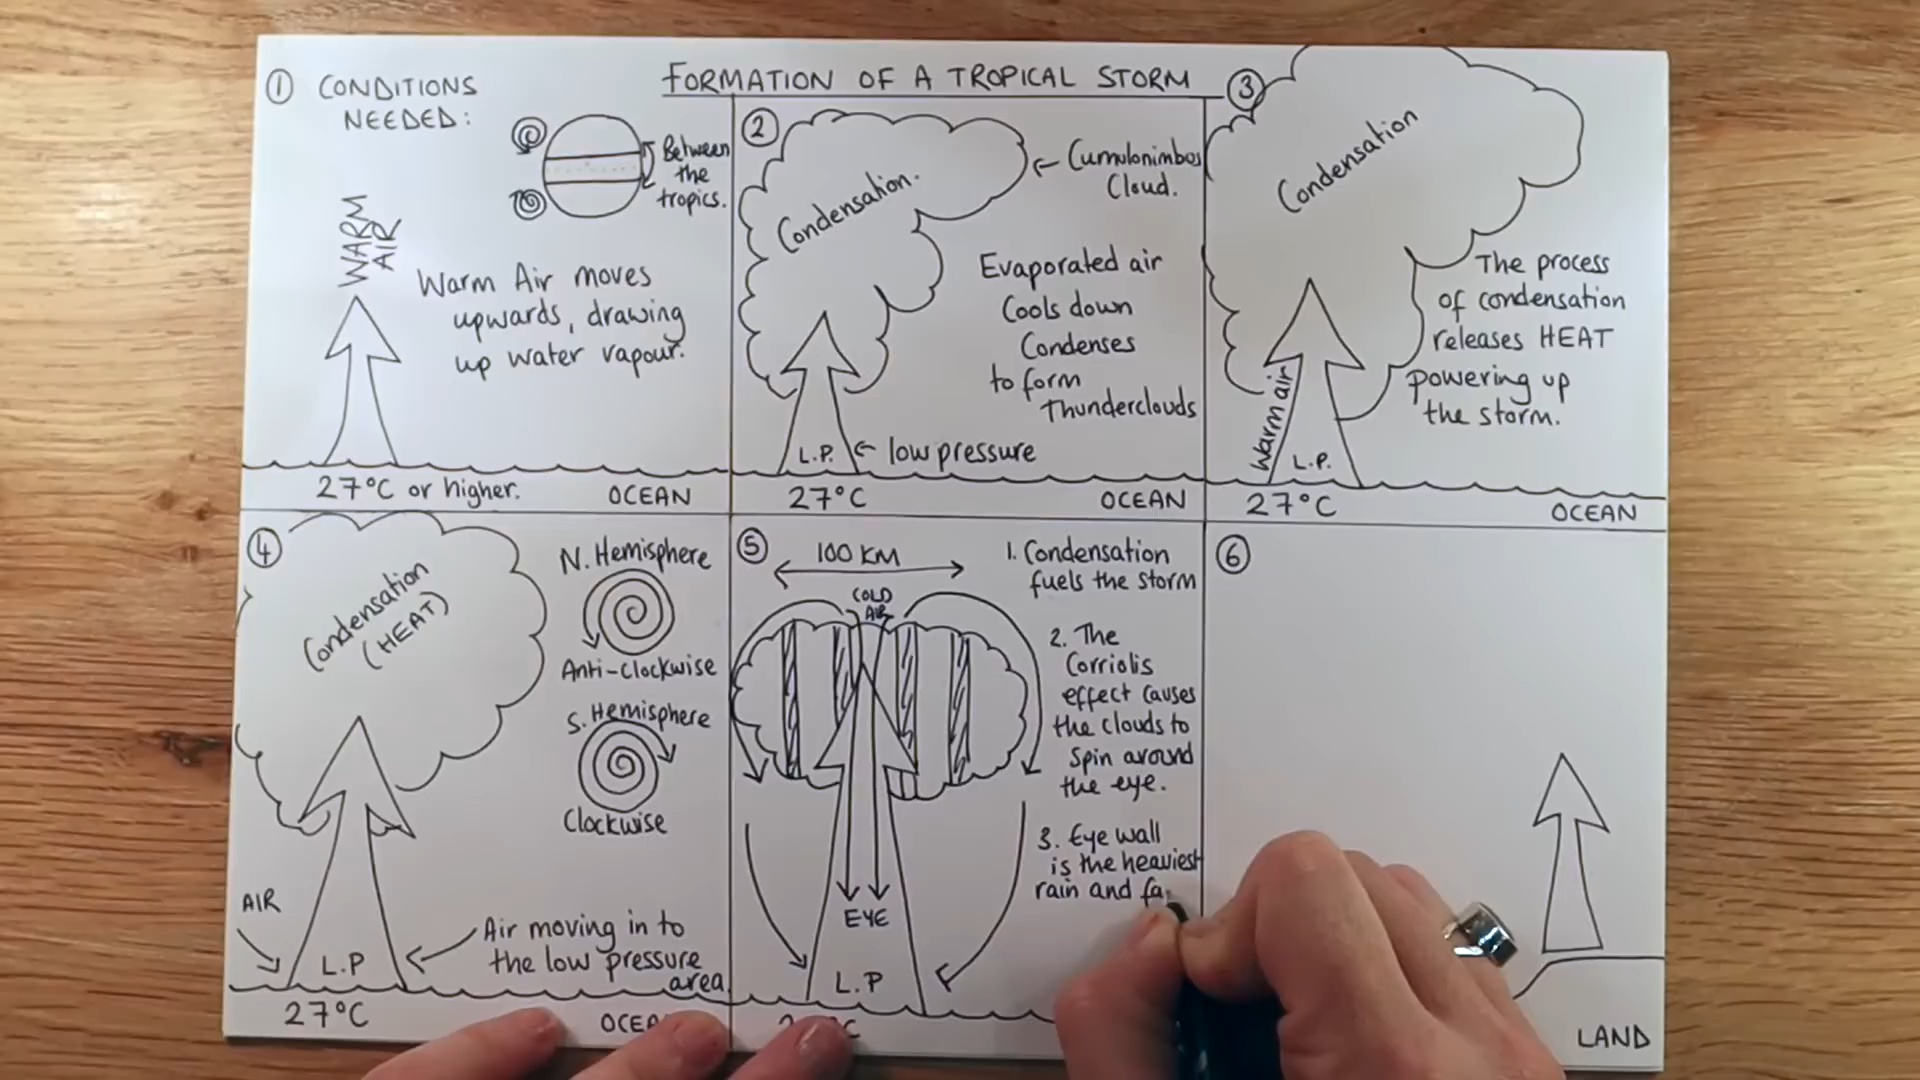 FORMATION OF A TROPICAL STORM
1 CONDITIONS
NEEDED:
Between
the
tropics.
WARM
AIR
Warm Air moves
upwards, drawing
up water vapour.
27°C or higher.
OCEAN
2
Condensation.
← Cumulonimbos
Cloud.
Evaporated air
Cools down
Condenses
to form
Thunderclouds
L.P. ← low pressure
27°C
OCEAN
3
Condensation
The process
of condensation
releases HEAT
powering up
the storm.
Warm air
L.P.
27°C
OCEAN
4
Condensation
(HEAT)
N. Hemisphere
Anti-Clockwise
S. Hemisphere
Clockwise
AIR
Air moving in to
the low pressure
area.
L.P
27°C
5
100 KM
COLD
AIR
EYE
L.P
1. Condensation
fuels the storm
2. The
Corriolis
effect causes
the clouds to
Spin around
the eye.
3. Eye wall
is the heaviest
rain and fa
6
LAND